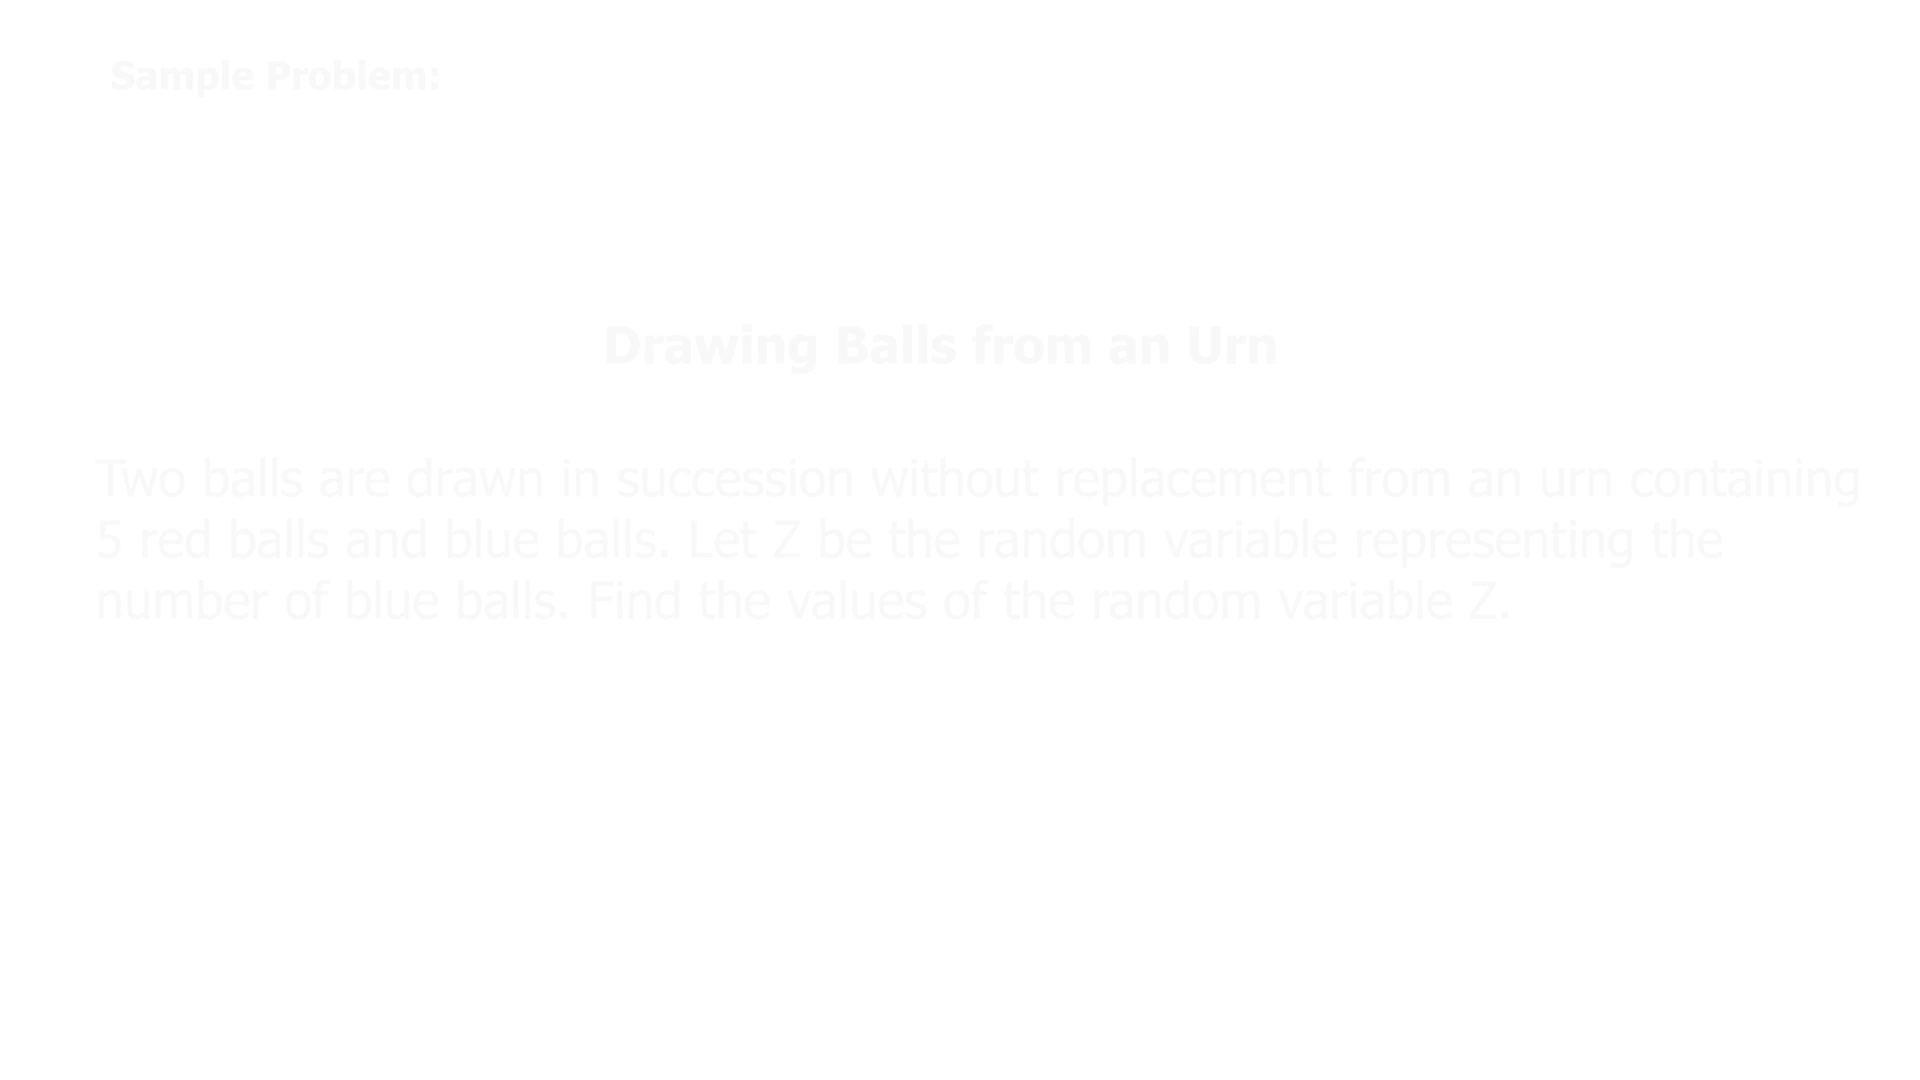 Sample Problem:
Drawing Balls from an Urn
Two balls are drawn in succession without replacement from an urn containing
5 red balls and blue balls. Let Z be the random variable representing the
number of blue balls. Find the values of the random variable Z.